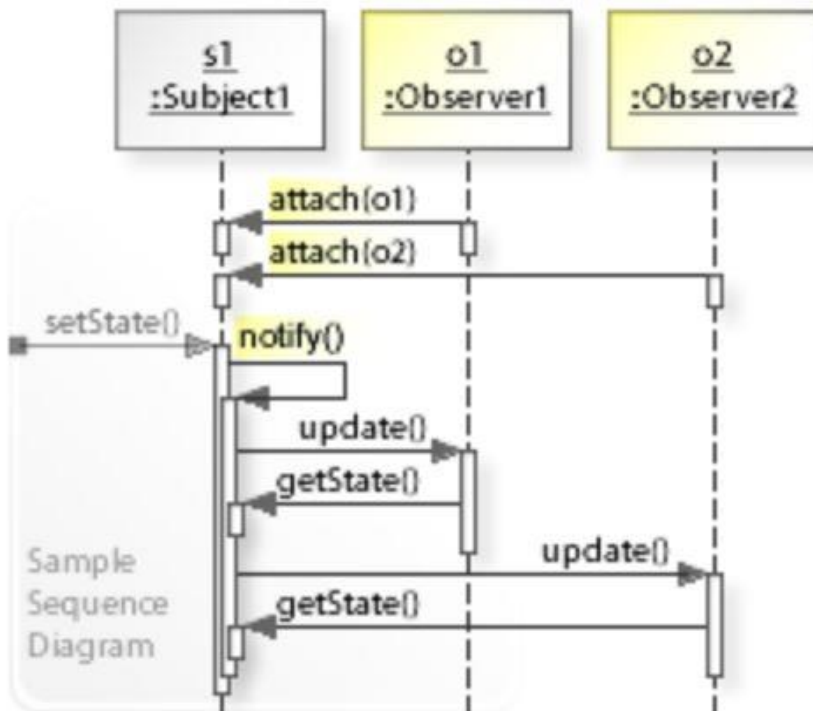 s1
:Subject1
o1
:Observer1
o2
:Observer2
attach(o1)
attach(o2)
setState()
notify()
update()
getState()
update()
getState()
Sample
Sequence
Diagram